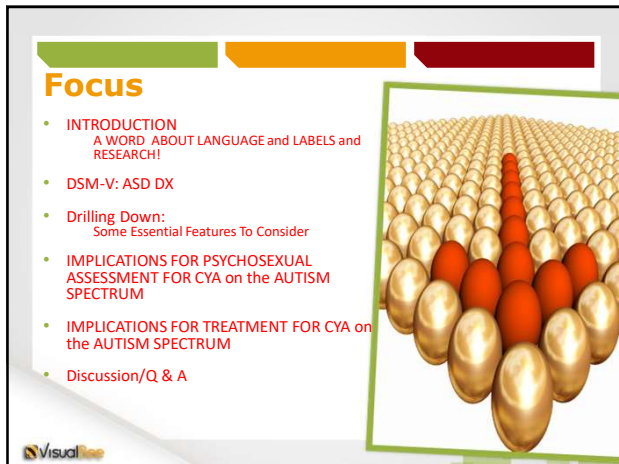 Focus
• INTRODUCTION
A WORD ABOUT LANGUAGE and LABELS and
RESEARCH!
• DSM-V: ASD DX
• Drilling Down:
Some Essential Features To Consider
• IMPLICATIONS FOR PSYCHOSEXUAL
ASSESSMENT FOR CYA on the AUTISM
SPECTRUM
• IMPLICATIONS FOR TREATMENT FOR CYA on
the AUTISM SPECTRUM
• Discussion/Q & A
VisualRise